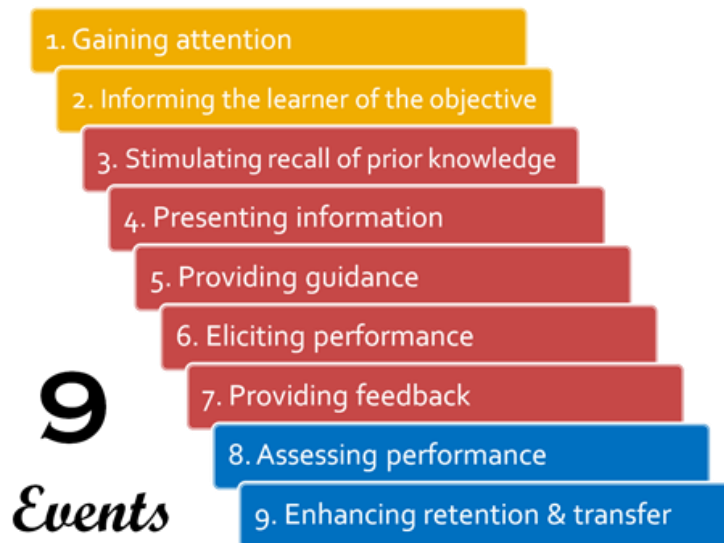 1. Gaining attention
2. Informing the learner of the objective
3. Stimulating recall of prior knowledge
4. Presenting information
5. Providing guidance
6. Eliciting performance
7. Providing feedback
8. Assessing performance
9. Enhancing retention & transfer
9
Events